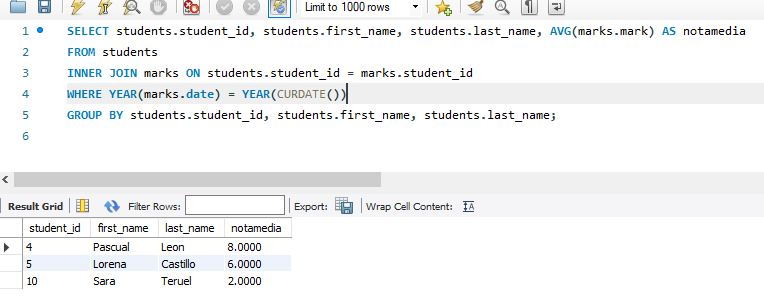 Limit to 1000 rows
1 SELECT students.student_id, students.first_name, students.last_name, AVG(marks.mark) AS notamedia
2 FROM students
3 INNER JOIN marks ON students.student_id = marks.student_id
4 WHERE YEAR(marks.date) = YEAR(CURDATE())
5 GROUP BY students.student_id, students.first_name, students.last_name;
6
Result Grid Filter Rows: Export: Wrap Cell Content:
student_id first_name last_name notamedia
4 Pascual Leon 8.0000
5 Lorena Castillo 6.0000
10 Sara Teruel 2.0000